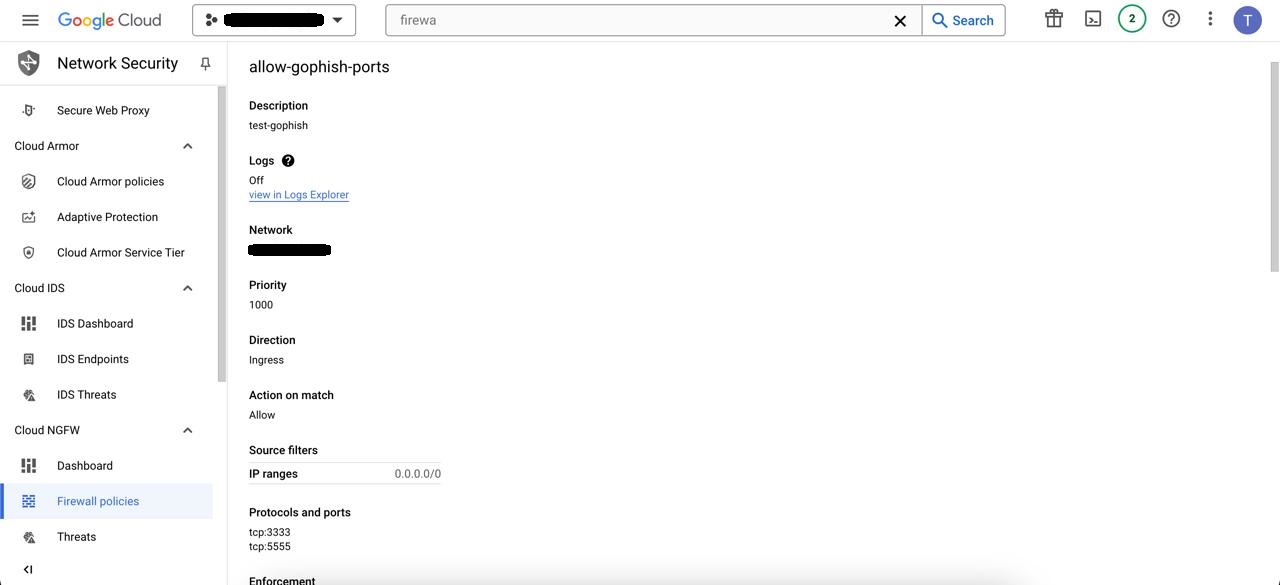 Google Cloud
firewa
Search
2
T
Network Security
Secure Web Proxy
Cloud Armor
Cloud Armor policies
Adaptive Protection
Cloud Armor Service Tier
Cloud IDS
IDS Dashboard
IDS Endpoints
IDS Threats
Cloud NGFW
Dashboard
Firewall policies
Threats
allow-gophish-ports
Description
test-gophish
Logs ?
Off
view in Logs Explorer
Network
Priority
1000
Direction
Ingress
Action on match
Allow
Source filters
IP ranges 0.0.0.0/0
Protocols and ports
tcp:3333
tcp:5555
Enforcement